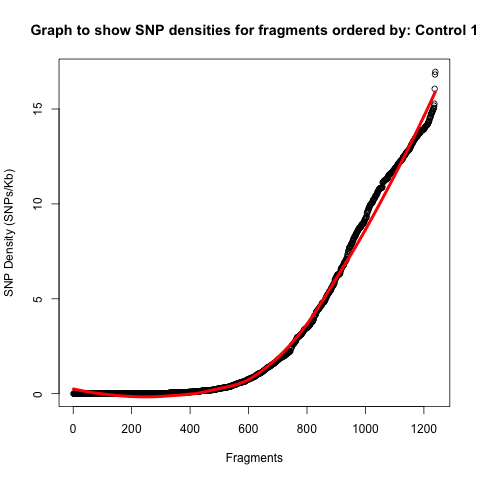 Graph to show SNP densities for fragments ordered by: Control 1
SNP Density (SNPs/Kb)
15
10
5
0
0 200 400 600 800 1000 1200
Fragments